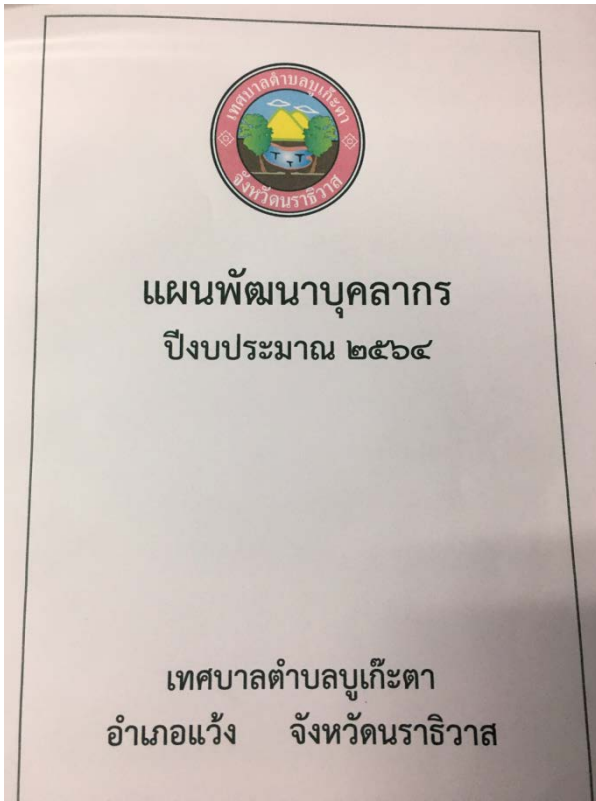 เทศบาลตำบลบูเก๊ะตา
จังหวัดนราธิวาส
แผนพัฒนาบุคลากร
ปีงบประมาณ ๒๕๖๔
เทศบาลตำบลบูเก๊ะตา
อำเภอแว้ง จังหวัดนราธิวาส